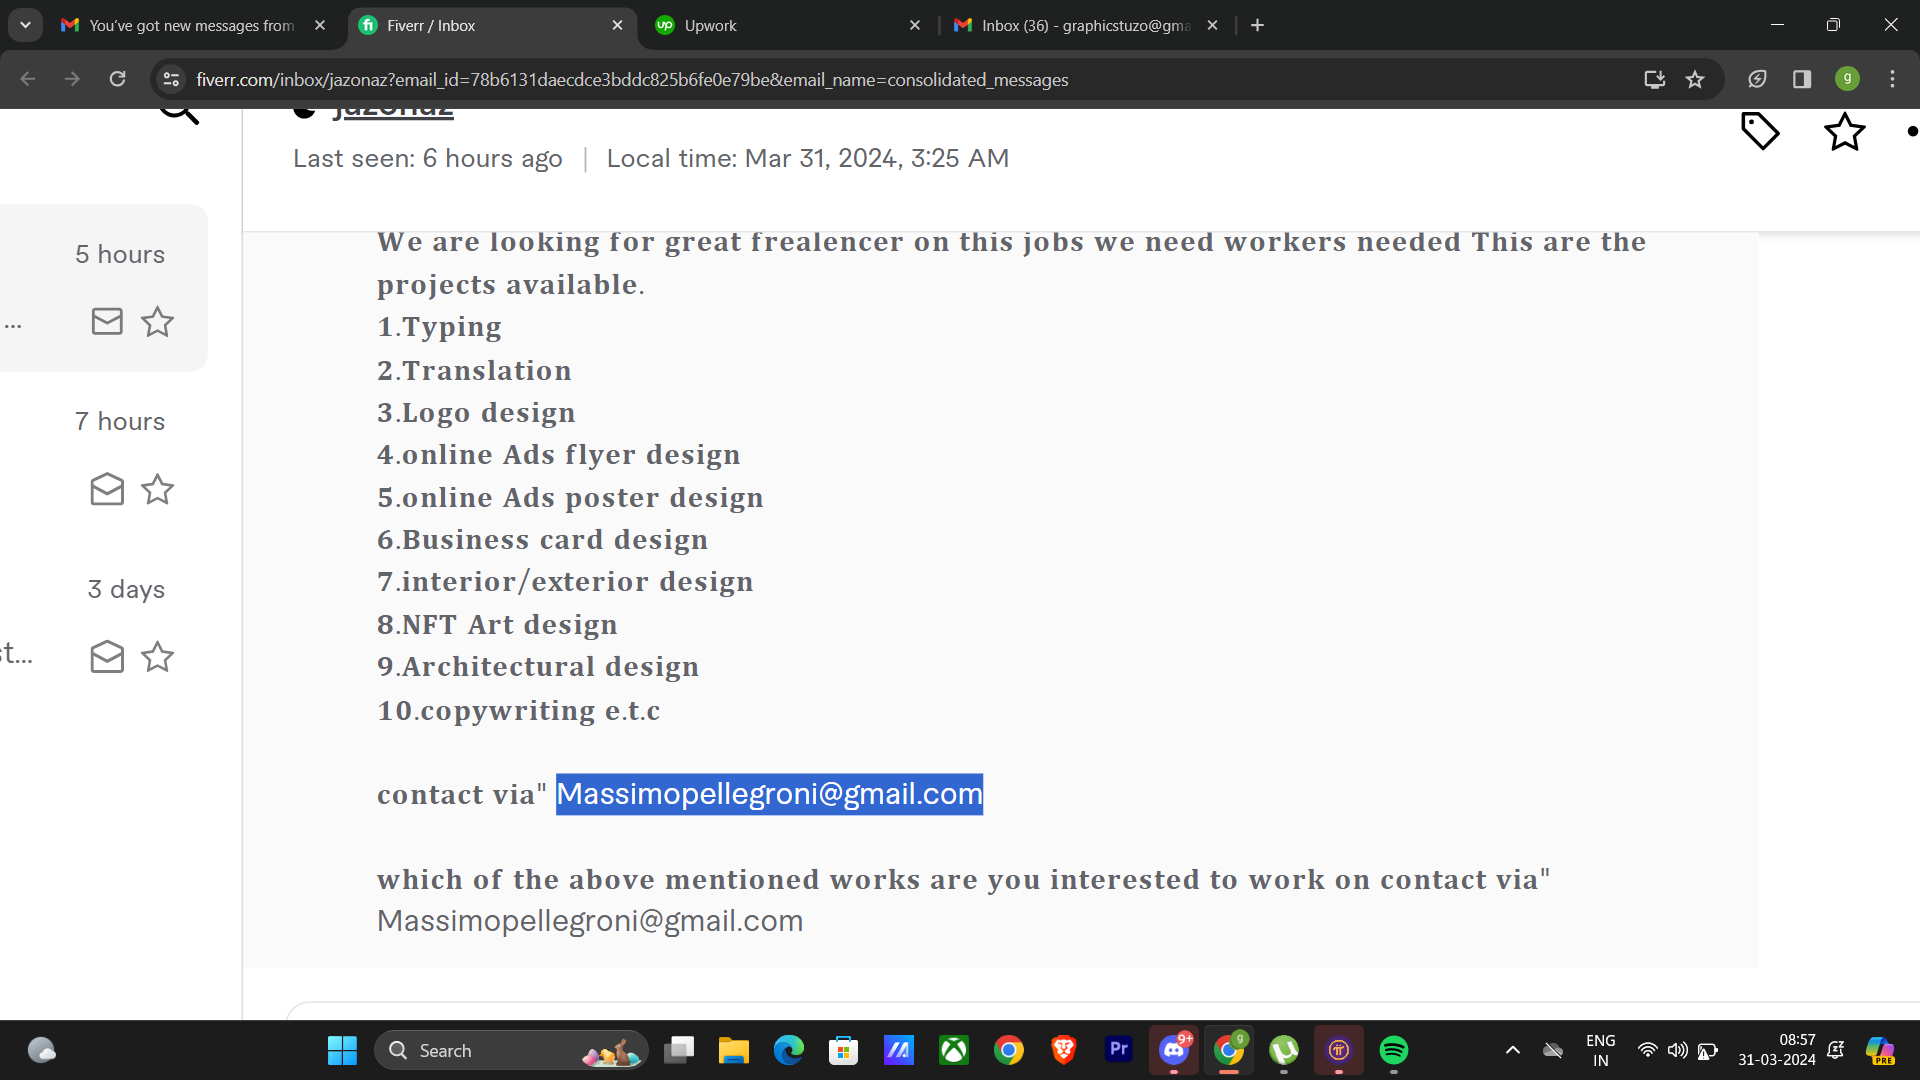 You've got new messages from
Fiverr / Inbox
Upwork
Inbox (36) - graphicstuzo@gma
fiverr.com/inbox/jazonaz?email_id=78b6131daecdce3bddc825b6fe0e79be&email_name=consolidated_messages
g
jazonaz
Last seen: 6 hours ago | Local time: Mar 31, 2024, 3:25 AM
5 hours
...
7 hours
3 days
st...
We are looking for great frealencer on this jobs we need workers needed This are the
projects available.
1.Typing
2.Translation
3.Logo design
4.online Ads flyer design
5.online Ads poster design
6.Business card design
7.interior/exterior design
8.NFT Art design
9.Architectural design
10.copywriting e.t.c
contact via" Massimopellegroni@gmail.com
which of the above mentioned works are you interested to work on contact via"
Massimopellegroni@gmail.com
Search
Pr
9+
g
ENG
IN
08:57
31-03-2024
PRE